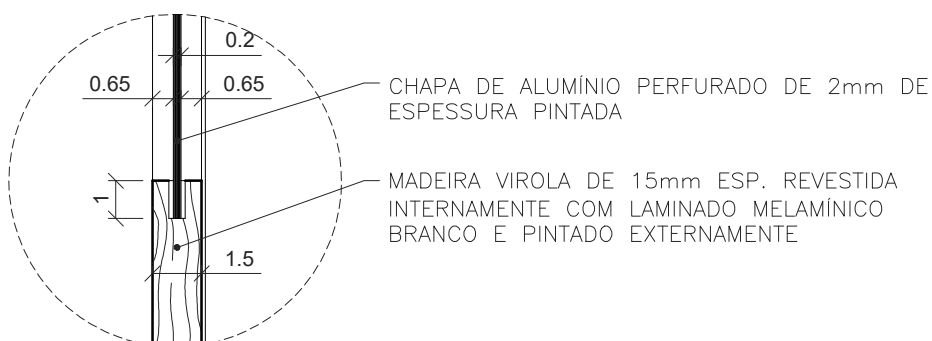 0.2
0.65 0.65
CHAPA DE ALUMÍNIO PERFURADO DE 2mm DE
ESPESSURA PINTADA
1
MADEIRA VIROLA DE 15mm ESP. REVESTIDA
INTERNAMENTE COM LAMINADO MELAMÍNICO
BRANCO E PINTADO EXTERNAMENTE
1.5